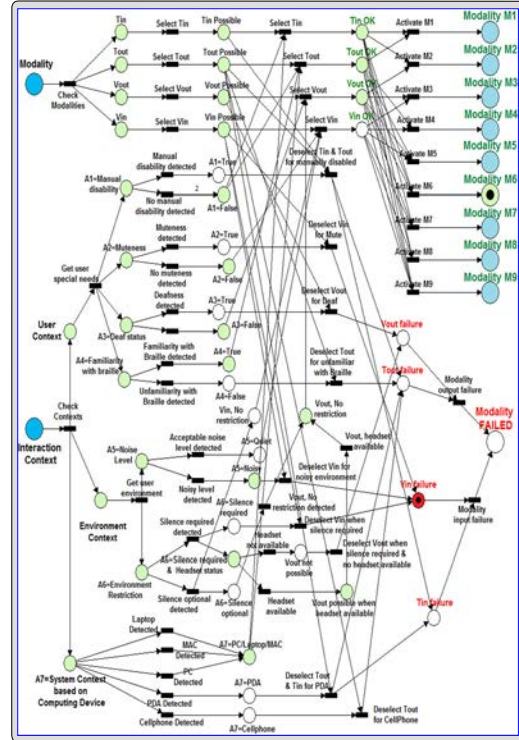 Tin
Select Tin
Tin Possible
Select Tin
Tin OK
Activate M1
Modality M1
Tout
Select Tout
Tout Possible
Select Tout
Tout OK
Activate M2
Modality M2
Modality
Check
Modalities
Vout
Select Vout
Vout Possible
Select Vout
Vout OK
Activate M3
Modality M3
Vin
Select Vin
Vin Possible
Select Vin
Vin OK
Activate M4
Modality M4
Activate M5
Modality M5
Activate M6
Modality M6
Activate M7
Modality M7
Activate M8
Modality M8
Activate M9
Modality M9
Manual
disability detected
A1=True
Deselect Tin & Tout
for manually disabled
A1=Manual
disability
No manual
disability detected
2
A1=False
Muteness
detected
A2=True
Deselect Vin
for Mute
A2=Muteness
No muteness
detected
A2=False
Get user
special needs
Deafness
detected
A3=True
Deselect Vout
for Deaf
A3=Deaf status
A3=False
User
Context
A4=Familiarity
with braille
Familiarity with
Braille detected
A4=True
Unfamiliarity with
Braille detected
A4=False
Deselect Tout
for unfamiliar
with Braille
Vout failure
Tout failure
Modality
output failure
Modality
FAILED
Check
Contexts
Interaction
Context
Vin, No
restriction
Vout, No
restriction
Vout, headset
available
Acceptable noise
level detected
A5=Quiet
A5=Noise
Level
Noisy level
detected
A5=Noisy
Deselect Vin for
noisy environment
Get user
environment
Environment
Context
Vin failure
Modality
input failure
Silence required
detected
A6=Silence
required
Vout, No
restriction detected
Deselect Vin when
silence required
Headset
not available
A6=Silence required
& Headset status
Vout not
possible
Deselect Vout when
silence required &
no headset available
A6=Environment
Restriction
Silence optional
detected
A6=Silence
optional
Headset
available
Vout possible when
headset available
Tin failure
Laptop
Detected
MAC
Detected
A7=PC/Laptop/MAC
PC
Detected
A7=System Context
based on
Computing Device
PDA Detected
A7=PDA
Deselect Tout
& Tin for PDA
Cellphone Detected
A7=Cellphone
Deselect Tout
for CellPhone